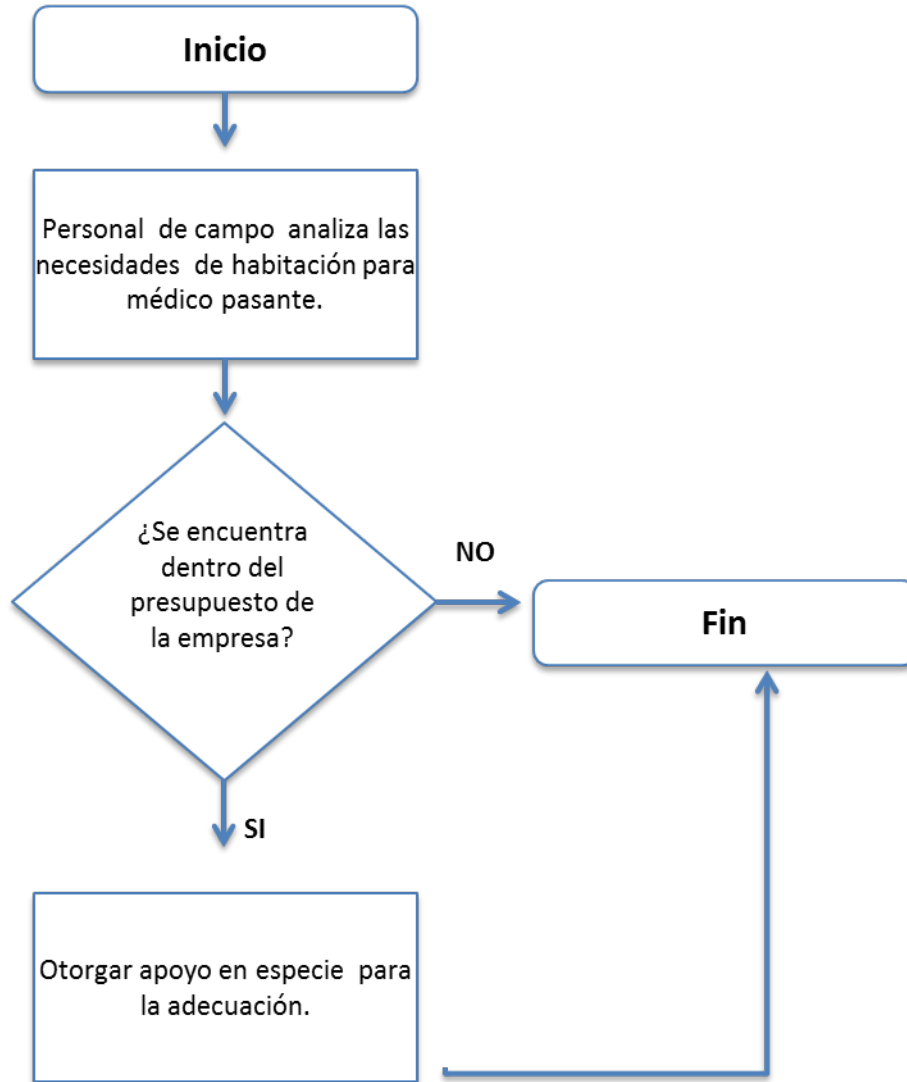 Inicio
Personal de campo analiza las
necesidades de habitación para
médico pasante.
¿Se encuentra
dentro del
presupuesto de
la empresa?
NO
Fin
SI
Otorgar apoyo en especie para
la adecuación.